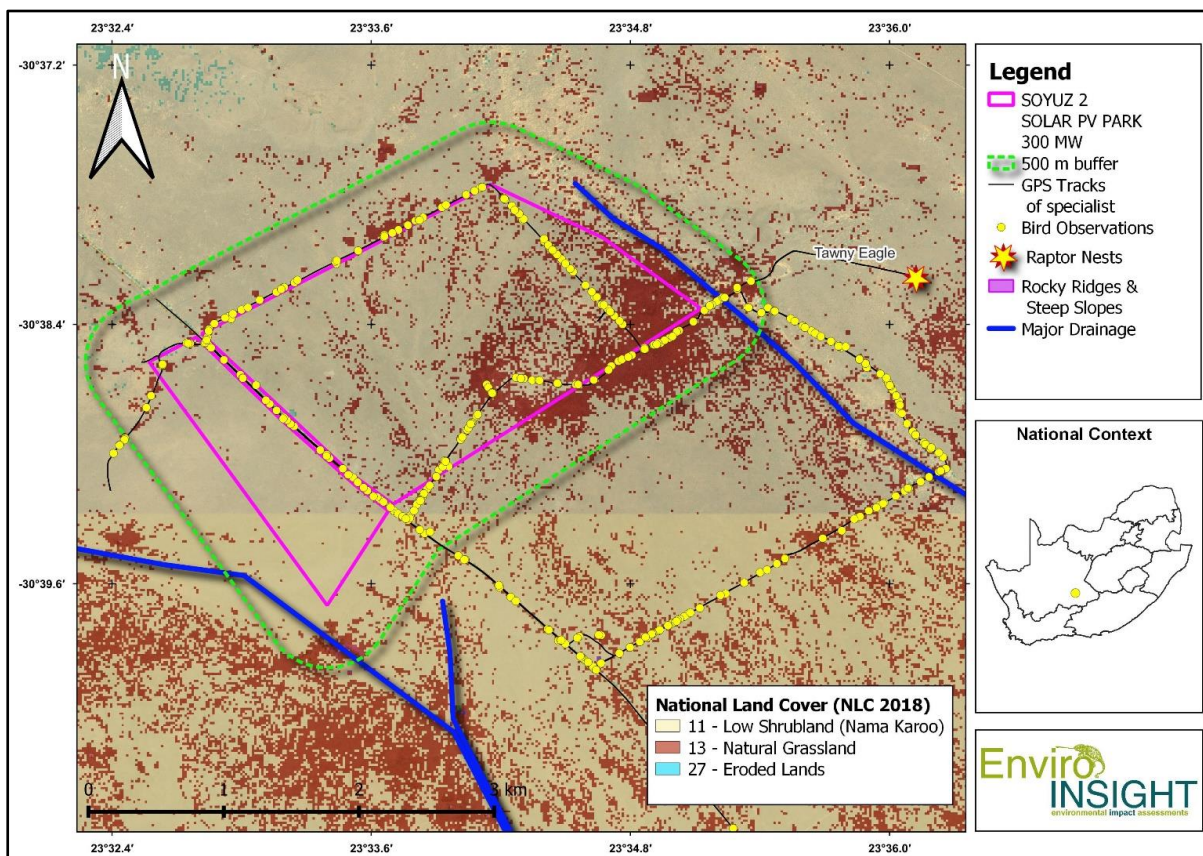 23°32.4′ 23°33.6′ 23°34.8′ 23°36.0′
-30°37.2′
-30°38.4′
-30°39.6′
N
Tawny Eagle
0 1 2 3 km
National Land Cover (NLC 2018)
11 - Low Shrubland (Nama Karoo)
13 - Natural Grassland
27 - Eroded Lands
23°32.4′ 23°33.6′ 23°34.8′ 23°36.0′
Legend
SOYUZ 2
SOLAR PV PARK
300 MW
500 m buffer
GPS Tracks
of specialist
Bird Observations
Raptor Nests
Rocky Ridges &
Steep Slopes
Major Drainage
National Context
Enviro
INSIGHT
environmental impact assessments